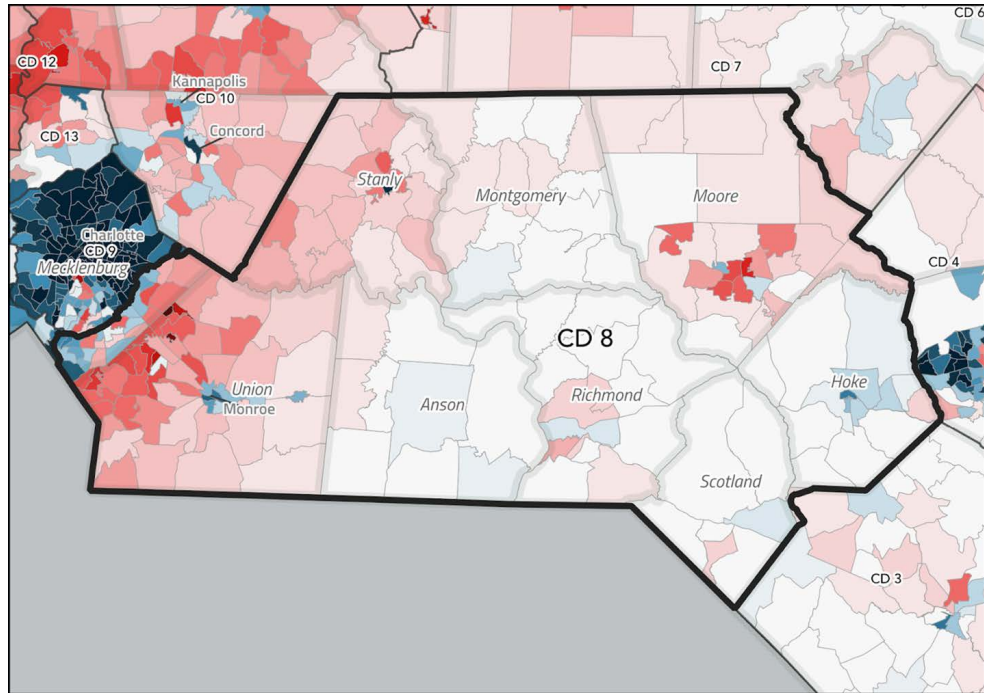 CD 6
CD 12
CD 7
Kannapolis
CD 10
CD 13
Concord
Stanly
Montgomery
Moore
Charlotte
CD 9
Mecklenburg
CD 4
CD 8
Union
Monroe
Anson
Richmond
Hoke
Scotland
CD 3